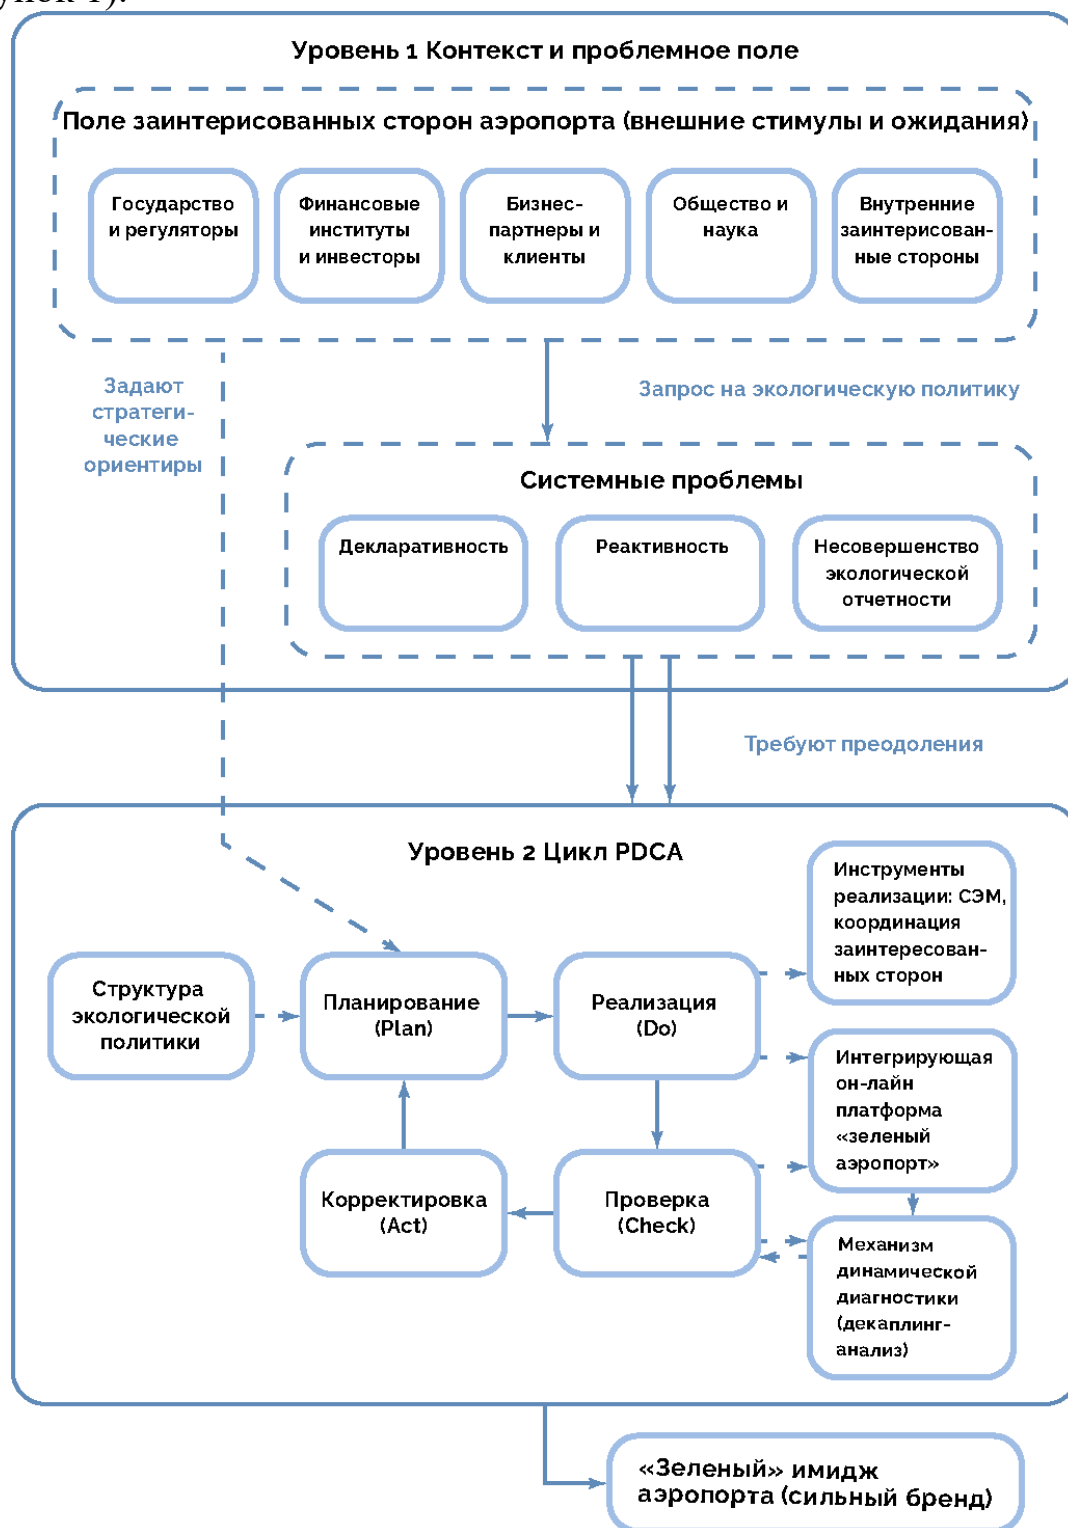 унок 1).
Уровень 1 Контекст и проблемное поле
Поле заинтерисованных сторон аэропорта (внешние стимулы и ожидания)
Государство
и регуляторы
Финансовые
институты
и инвесторы
Бизнес-
партнеры и
клиенты
Общество и
наука
Внутренние
заинтерисован-
ные стороны
Задают
стратеги-
ческие
ориентиры
Запрос на экологическую политику
Системные проблемы
Декларативность
Реактивность
Несовершенство
экологической
отчетности
Требуют преодоления
Уровень 2 Цикл PDCA
Инструменты
реализации: СЭМ,
координация
заинтересован-
ных сторон
Структура
экологической
политики
Планирование
(Plan)
Реализация
(Do)
Интегрирующая
он-лайн
платформа
«зеленый
аэропорт»
Корректировка
(Act)
Проверка
(Check)
Механизм
динамической
диагностики
(декаплинг-
анализ)
«Зеленый» имидж
аэропорта (сильный бренд)